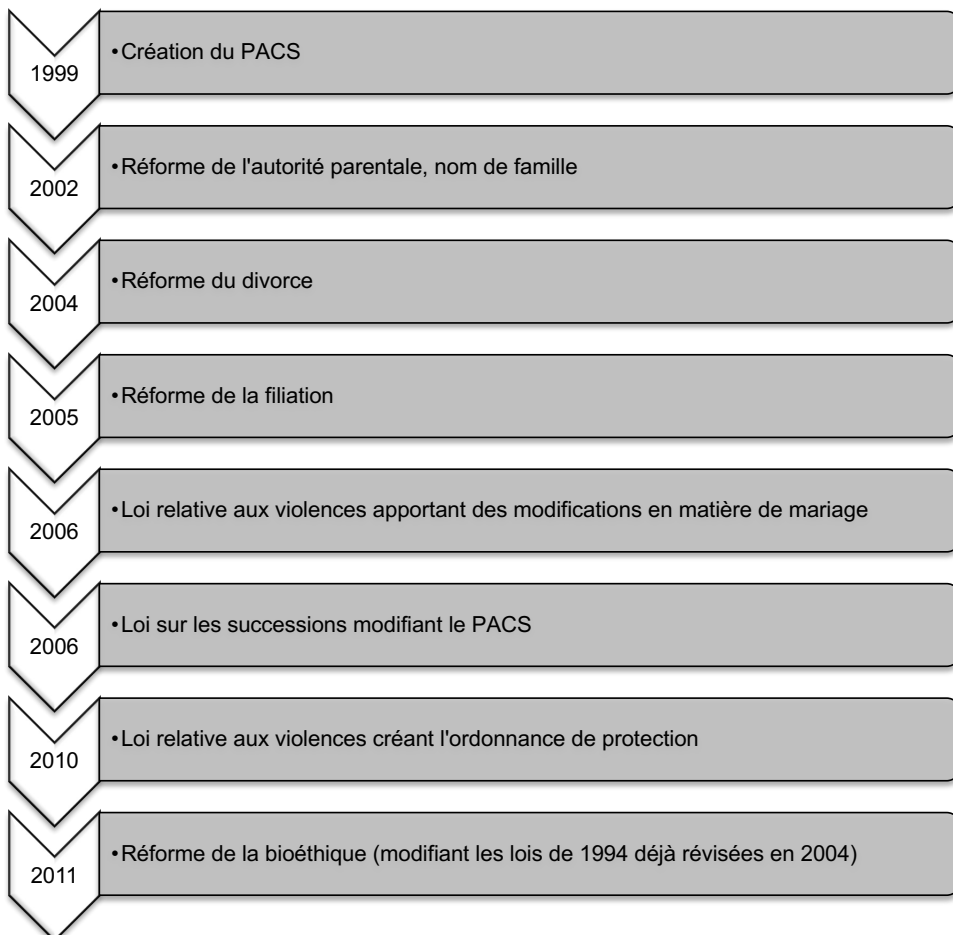 1999
•Création du PACS
2002
•Réforme de l'autorité parentale, nom de famille
2004
•Réforme du divorce
2005
•Réforme de la filiation
2006
•Loi relative aux violences apportant des modifications en matière de mariage
2006
•Loi sur les successions modifiant le PACS
2010
•Loi relative aux violences créant l'ordonnance de protection
2011
•Réforme de la bioéthique (modifiant les lois de 1994 déjà révisées en 2004)